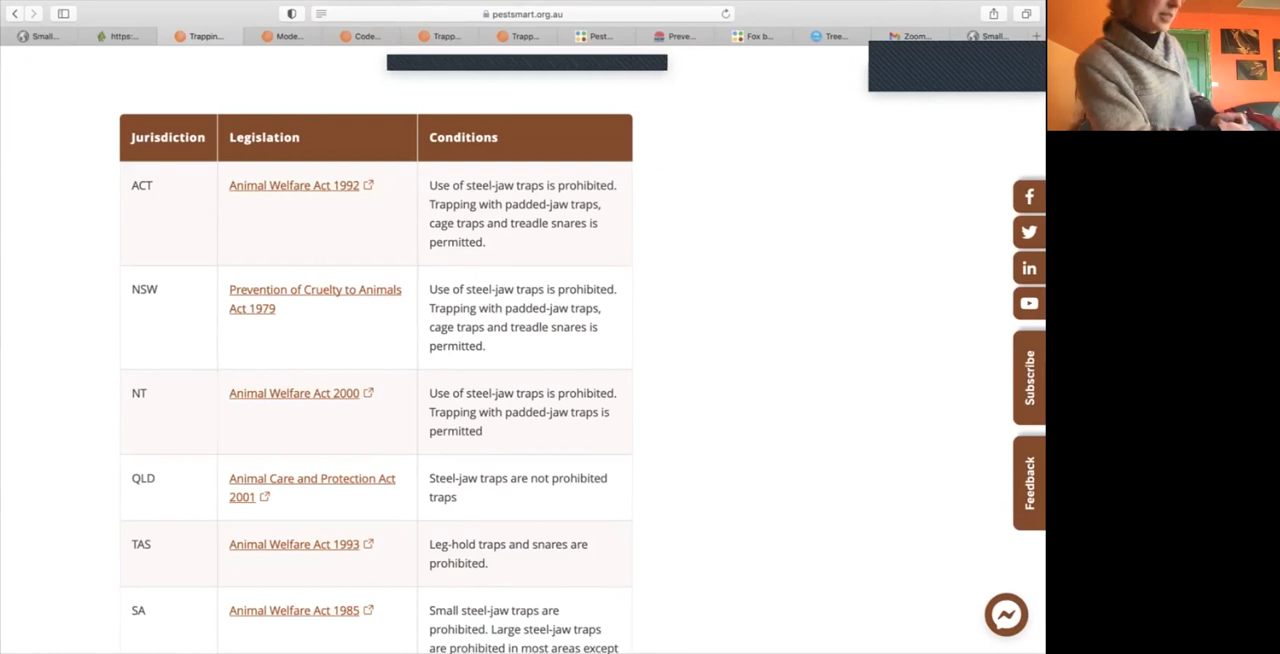 pestsmart.org.au
Small...
https:...
Trappin...
Mode...
Code...
Trapp...
Trapp...
Pest...
Preve...
Fox b...
Tree...
Zoom...
Small...
Jurisdiction
Legislation
Conditions
ACT
Animal Welfare Act 1992
Use of steel-jaw traps is prohibited.
Trapping with padded-jaw traps,
cage traps and treadle snares is
permitted.
NSW
Prevention of Cruelty to Animals
Act 1979
Use of steel-jaw traps is prohibited.
Trapping with padded-jaw traps,
cage traps and treadle snares is
permitted.
NT
Animal Welfare Act 2000
Use of steel-jaw traps is prohibited.
Trapping with padded-jaw traps is
permitted
QLD
Animal Care and Protection Act
2001
Steel-jaw traps are not prohibited
traps
TAS
Animal Welfare Act 1993
Leg-hold traps and snares are
prohibited.
SA
Animal Welfare Act 1985
Small steel-jaw traps are
prohibited. Large steel-jaw traps
are prohibited in most areas except
Subscribe
Feedback